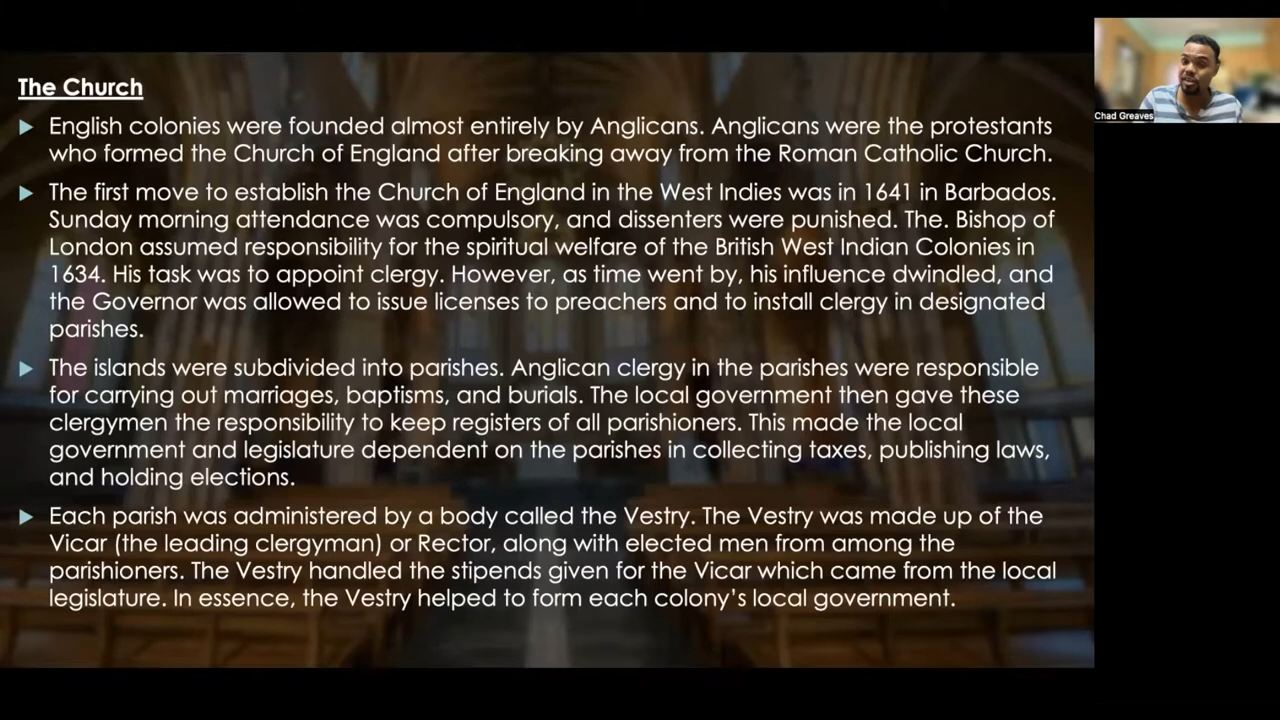 The Church
English colonies were founded almost entirely by Anglicans. Anglicans were the protestants
who formed the Church of England after breaking away from the Roman Catholic Church.
The first move to establish the Church of England in the West Indies was in 1641 in Barbados.
Sunday morning attendance was compulsory, and dissenters were punished. The. Bishop of
London assumed responsibility for the spiritual welfare of the British West Indian Colonies in
1634. His task was to appoint clergy. However, as time went by, his influence dwindled, and
the Governor was allowed to issue licenses to preachers and to install clergy in designated
parishes.
The islands were subdivided into parishes. Anglican clergy in the parishes were responsible
for carrying out marriages, baptisms, and burials. The local government then gave these
clergymen the responsibility to keep registers of all parishioners. This made the local
government and legislature dependent on the parishes in collecting taxes, publishing laws,
and holding elections.
Each parish was administered by a body called the Vestry. The Vestry was made up of the
Vicar (the leading clergyman) or Rector, along with elected men from among the
parishioners. The Vestry handled the stipends given for the Vicar which came from the local
legislature. In essence, the Vestry helped to form each colony's local government.
Chad Greaves